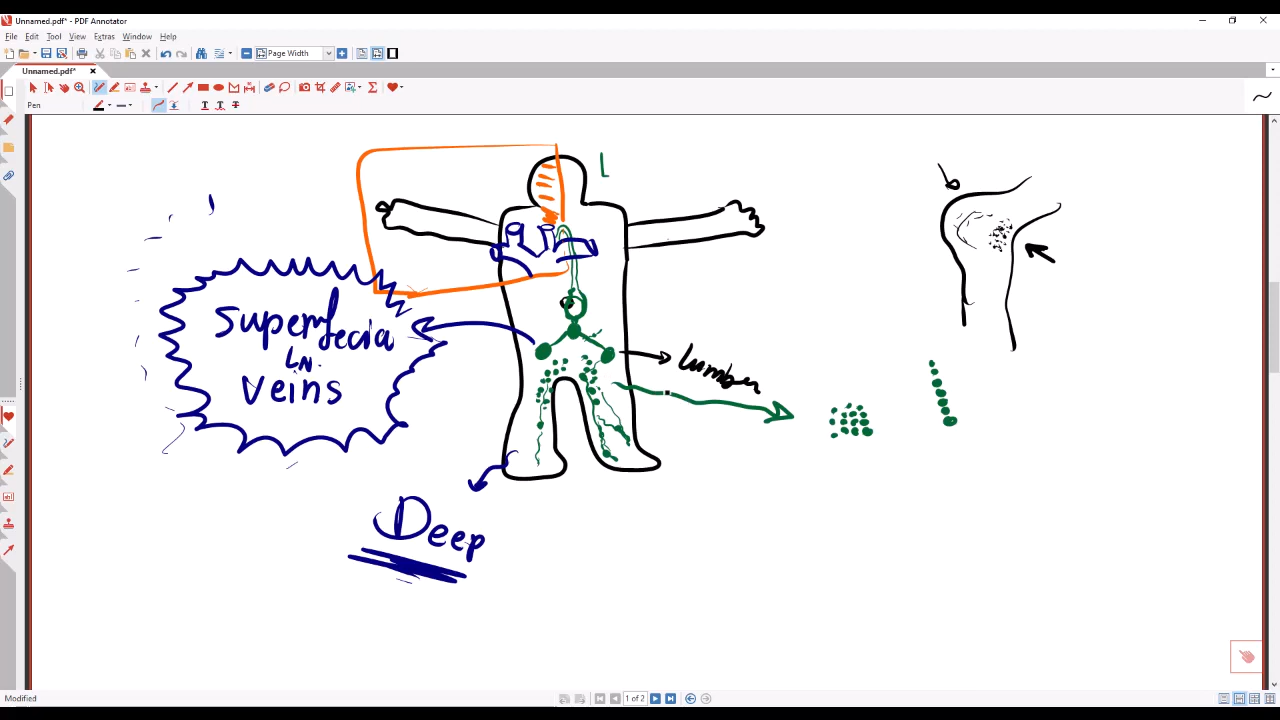 Unnamed.pdf* - PDF Annotator
File Edit Tool View Extras Window Help
Page Width
Unnamed.pdf*
Pen
L
Superfecial
LN
veins
lumber
Deep
Modified
1 of 2